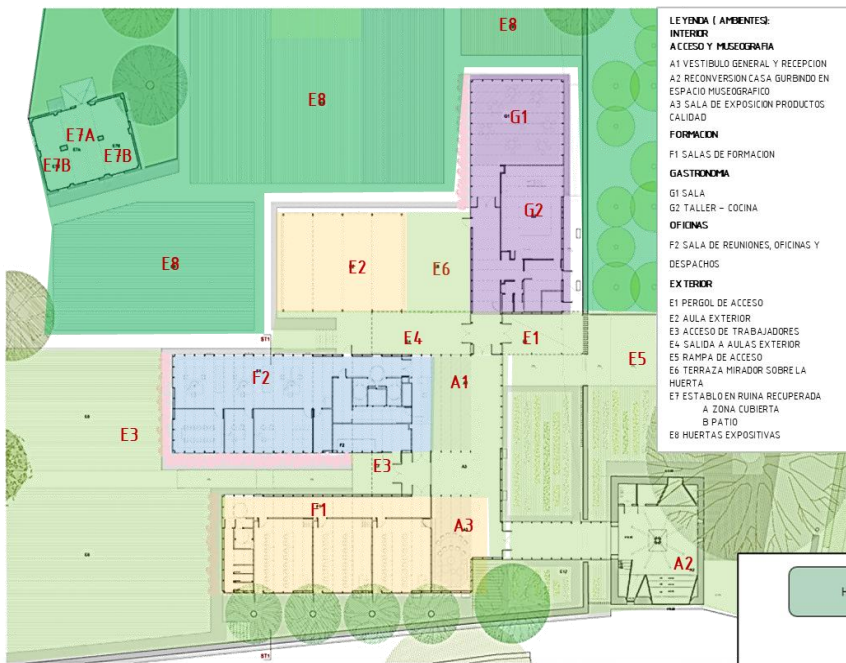 E8
E8
E7A
E7B
E7B
G1
G2
E8
E2
E6
E4
E1
E5
F2
A1
E3
E3
F1
A3
A2
ST1
ST1
LEYENDA ( AMBIENTES):
INTERIOR
ACCESO Y MUSEOGRAFIA
A1 VESTIBULO GENERAL Y RECEPCION
A2 RECONVERSION CASA GURBINDO EN
ESPACIO MUSEOGRAFICO
A3 SALA DE EXPOSICION PRODUCTOS
CALIDAD
FORMACION
F1 SALAS DE FORMACION
GASTRONOMIA
G1 SALA
G2 TALLER - COCINA
OFICINAS
F2 SALA DE REUNIONES, OFICINAS Y
DESPACHOS
EXTERIOR
E1 PERGOL DE ACCESO
E2 AULA EXTERIOR
E3 ACCESO DE TRABAJADORES
E4 SALIDA A AULAS EXTERIOR
E5 RAMPA DE ACCESO
E6 TERRAZA MIRADOR SOBRE LA
HUERTA
E7 ESTABLO EN RUINA RECUPERADA
A ZONA CUBIERTA
B PATIO
E8 HUERTAS EXPOSITIVAS
H